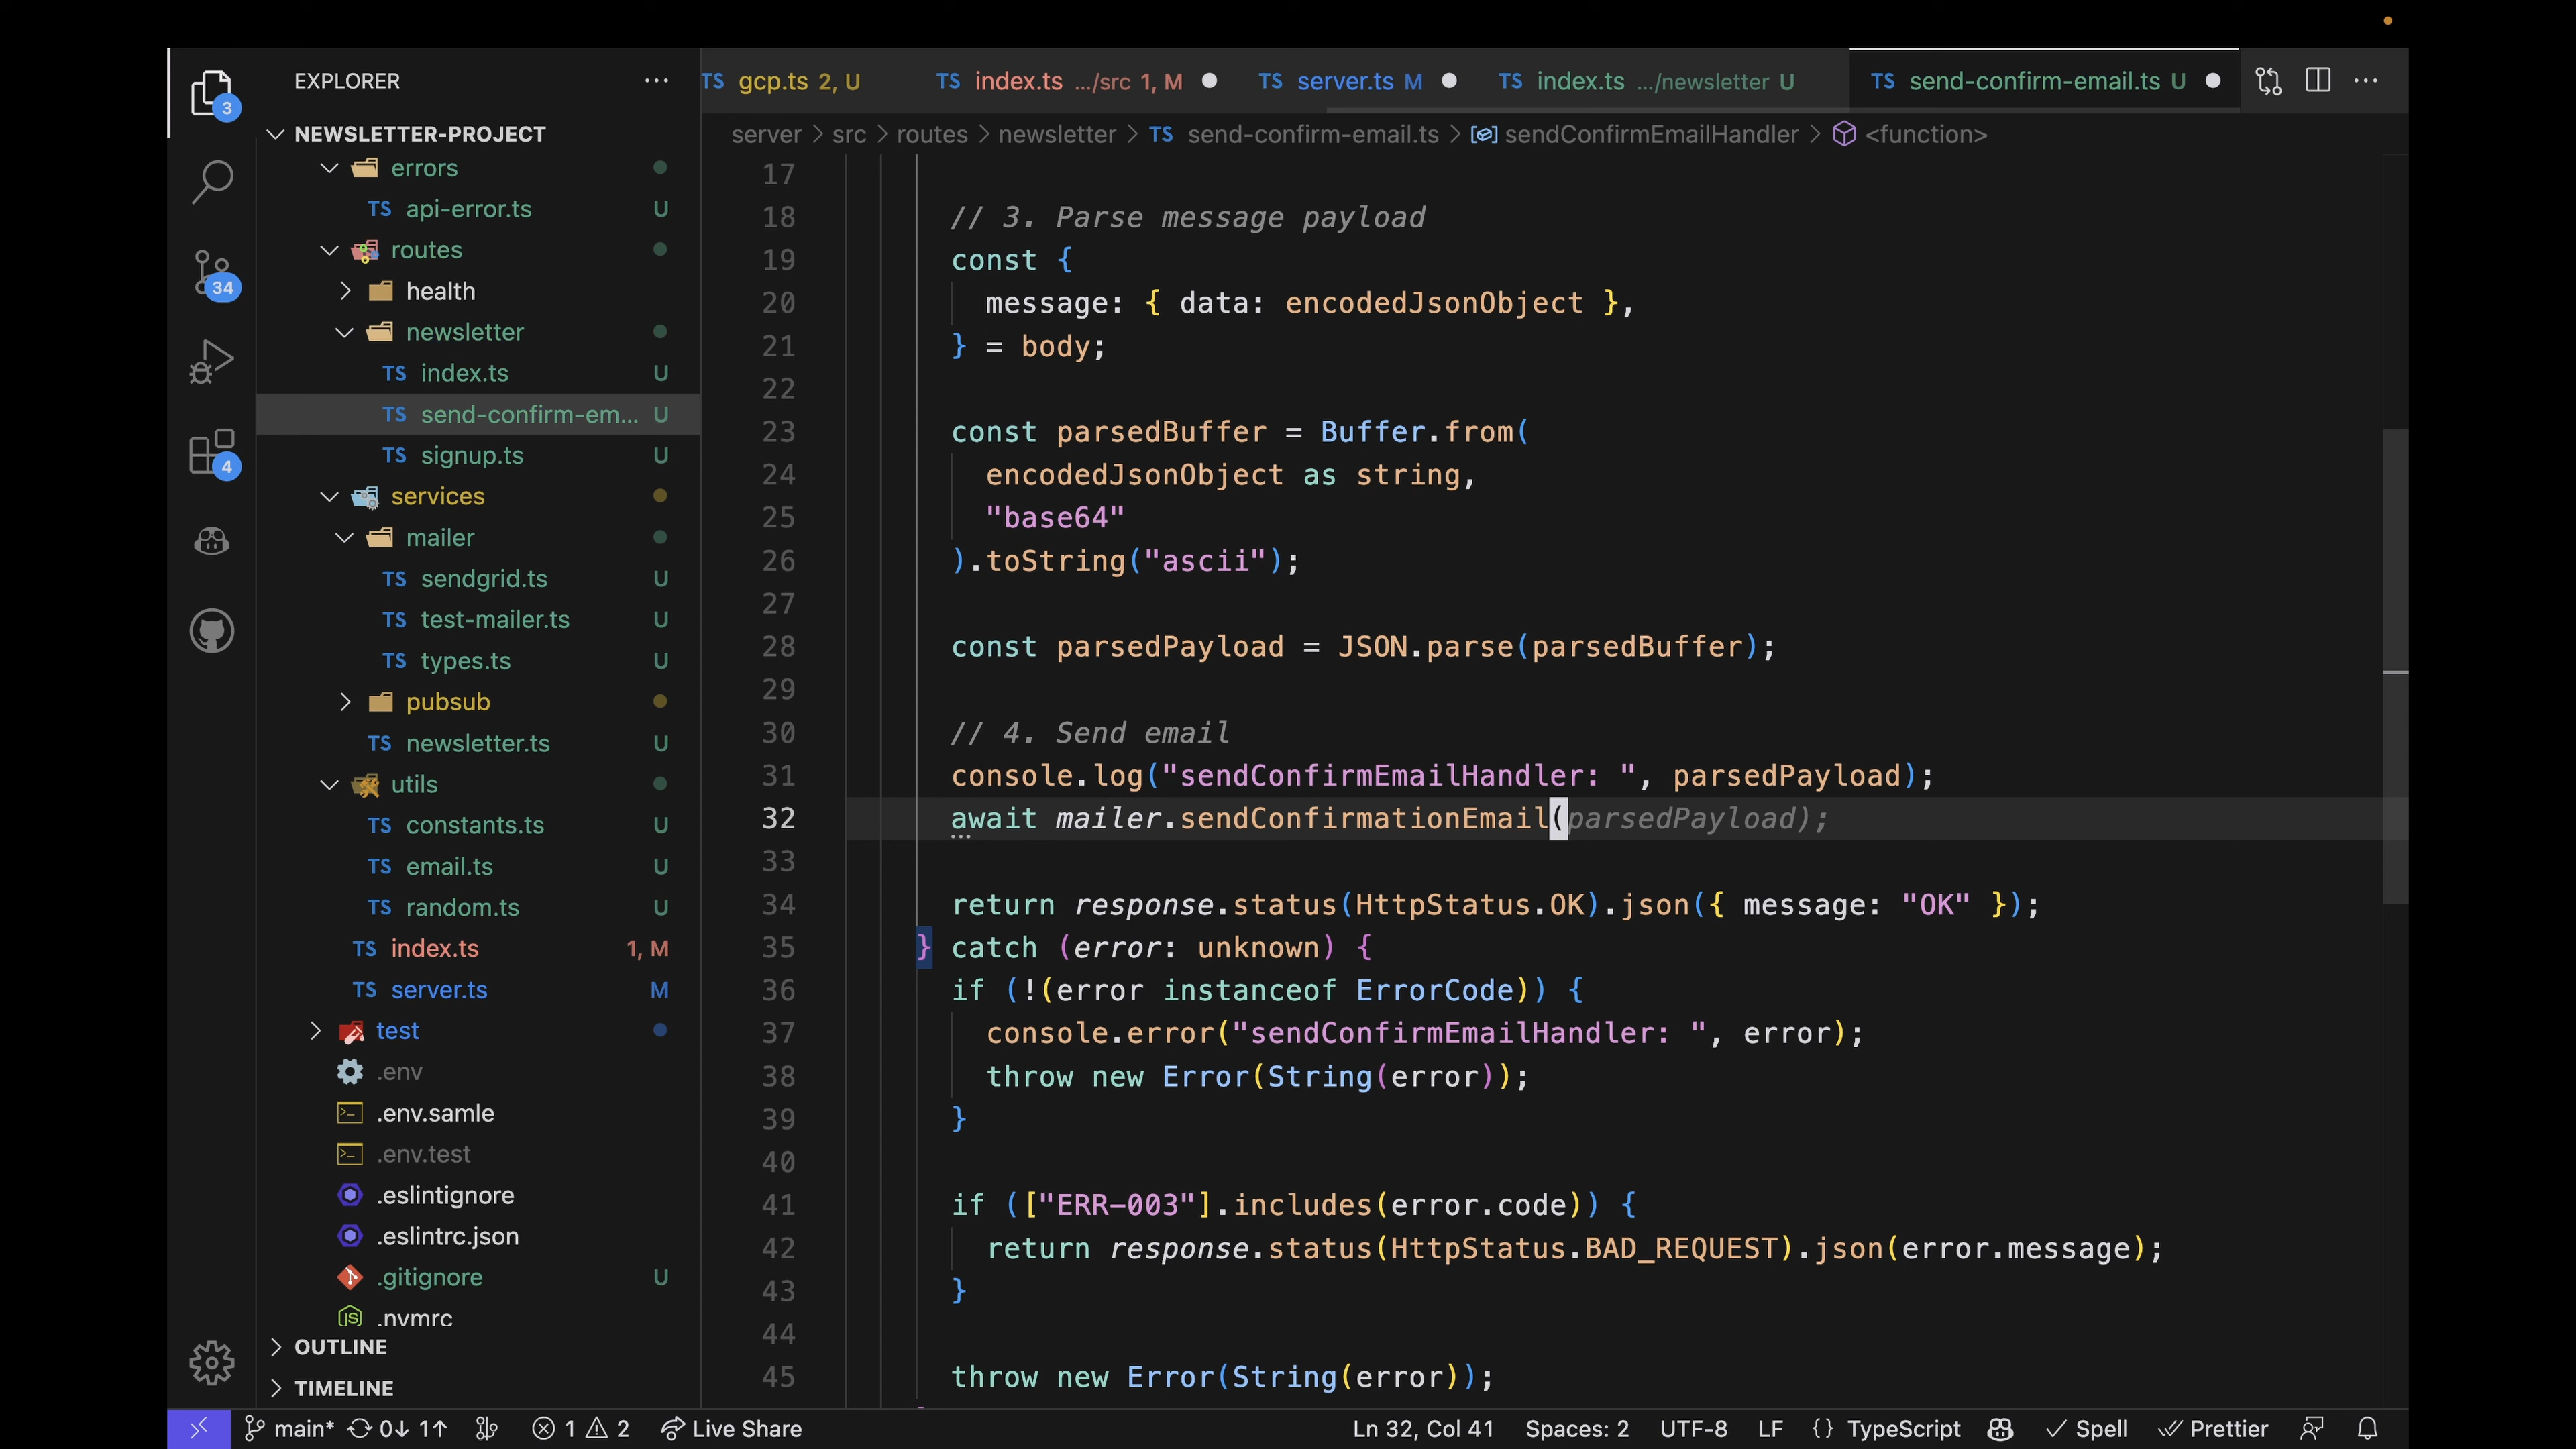 EXPLORER
NEWSLETTER-PROJECT
errors
TS api-error.ts U
routes
health
newsletter
TS index.ts U
TS send-confirm-em... U
TS signup.ts U
services
mailer
TS sendgrid.ts U
TS test-mailer.ts U
TS types.ts U
pubsub
TS newsletter.ts U
utils
TS constants.ts U
TS email.ts U
TS random.ts U
TS index.ts 1, M
TS server.ts M
test
.env
.env.samle
.env.test
.eslintignore
.eslintrc.json
.gitignore U
.nvmrc
OUTLINE
TIMELINE
3
34
4
TS gcp.ts 2, U TS index.ts .../src 1, M TS server.ts M TS index.ts .../newsletter U TS send-confirm-email.ts U
server > src > routes > newsletter > TS send-confirm-email.ts > sendConfirmEmailHandler > <function>
17
18 // 3. Parse message payload
19 const {
20 message: { data: encodedJsonObject },
21 } = body;
22
23 const parsedBuffer = Buffer.from(
24 encodedJsonObject as string,
25 "base64"
26 ).toString("ascii");
27
28 const parsedPayload = JSON.parse(parsedBuffer);
29
30 // 4. Send email
31 console.log("sendConfirmEmailHandler: ", parsedPayload);
32 await mailer.sendConfirmationEmail(parsedPayload);
33
34 return response.status(HttpStatus.OK).json({ message: "OK" });
35 } catch (error: unknown) {
36 if (!(error instanceof ErrorCode)) {
37 console.error("sendConfirmEmailHandler: ", error);
38 throw new Error(String(error));
39 }
40
41 if (["ERR-003"].includes(error.code)) {
42 return response.status(HttpStatus.BAD_REQUEST).json(error.message);
43 }
44
45 throw new Error(String(error));
main* 0↓ 1↑ 1 2 Live Share Ln 32, Col 41 Spaces: 2 UTF-8 LF {} TypeScript Spell Prettier